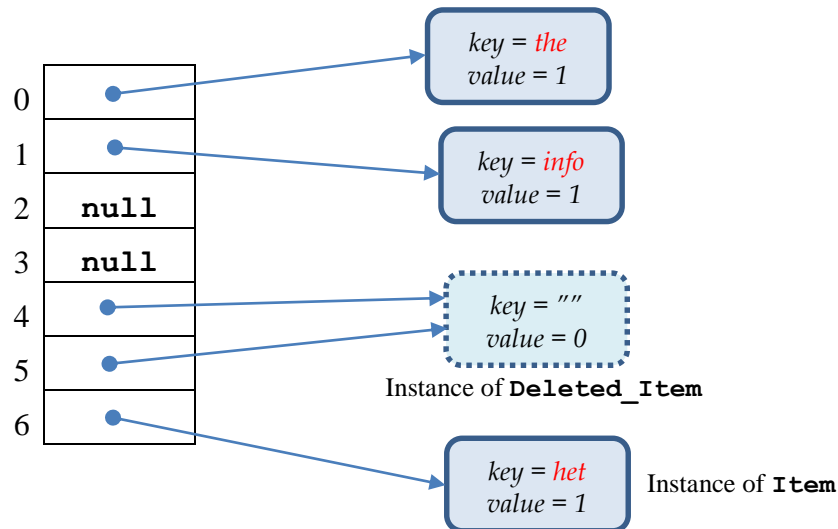 key = the
value = 1
0
1
key = info
value = 1
2 null
3 null
4
key = ″″
value = 0
5
Instance of Deleted_Item
6
key = het
value = 1
Instance of Item